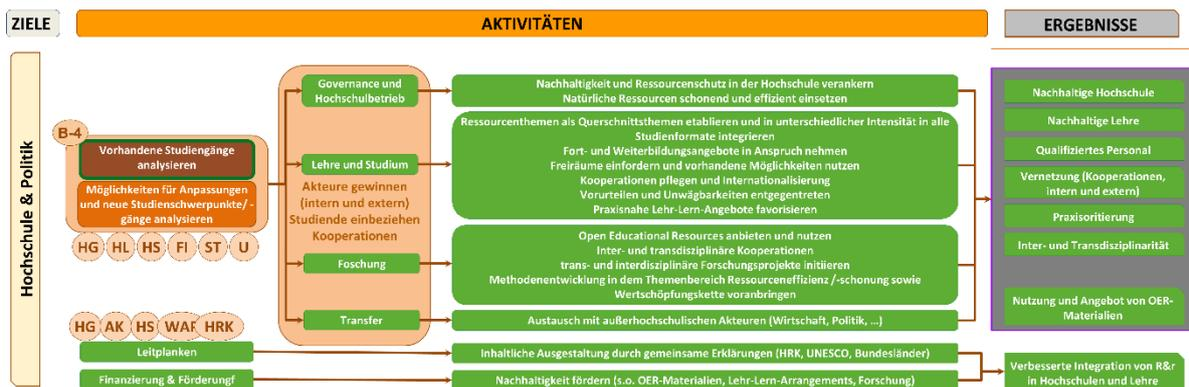 ZIELE
AKTIVITÄTEN
ERGEBNISSE
Hochschule & Politik
B-4
Vorhandene Studiengänge
analysieren
Möglichkeiten für Anpassungen
und neue Studienschwerpunkte/ -
gänge analysieren
HG HL HS FI ST U
Governance und
Hochschulbetrieb
Lehre und Studium
Akteure gewinnen
(intern und extern)
Studiende einbeziehen
Kooperationen
Foschung
Transfer
Nachhaltigkeit und Ressourcenschutz in der Hochschule verankern
Natürliche Ressourcen schonend und effizient einsetzen
Ressourcenthemen als Querschnittsthemen etablieren und in unterschiedlicher Intensität in alle
Studienformate integrieren
Fort- und Weiterbildungsangebote in Anspruch nehmen
Freiräume einfordern und vorhandene Möglichkeiten nutzen
Kooperationen pflegen und Internationalisierung
Vorurteilen und Unwägbarkeiten entgegentreten
Praxisnahe Lehr-Lern-Angebote favorisieren
Open Educational Resources anbieten und nutzen
Inter- und transdisziplinäre Kooperationen
trans- und interdisziplinäre Forschungsprojekte initiieren
Methodenentwicklung in dem Themenbereich Ressourceneffizienz /-schonung sowie
Wertschöpfungskette voranbringen
Austausch mit außerhochschulischen Akteuren (Wirtschaft, Politik, ...)
Nachhaltige Hochschule
Nachhaltige Lehre
Qualifiziertes Personal
Vernetzung (Kooperationen,
intern und extern)
Praxisoritierung
Inter- und Transdisziplinarität
Nutzung und Angebot von OER-
Materialien
HG AK HS WAF HRK
Leitplanken
Inhaltliche Ausgestaltung durch gemeinsame Erklärungen (HRK, UNESCO, Bundesländer)
Finanzierung & Förderungf
Nachhaltigkeit fördern (s.o. OER-Materialien, Lehr-Lern-Arrangements, Forschung)
Verbesserte Integration von R&r
in Hochschulen und Lehre